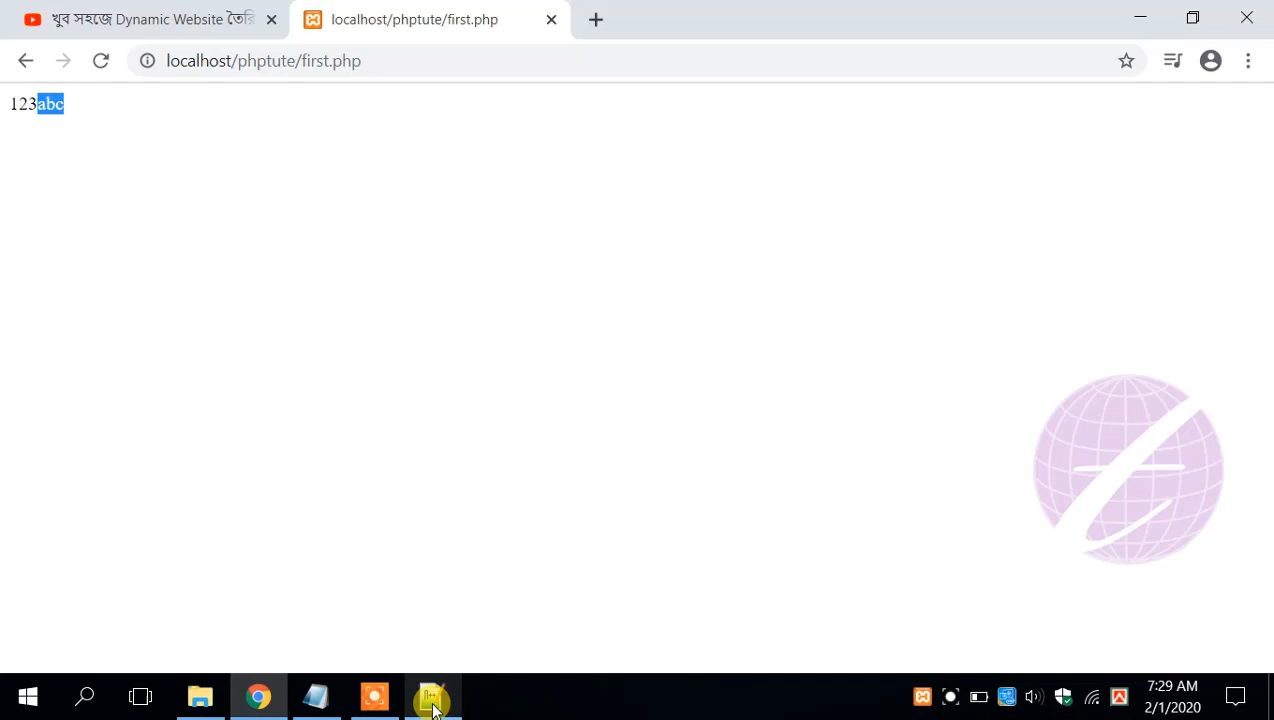 খুব সহজে Dynamic Website তৈরি
localhost/phptute/first.php
localhost/phptute/first.php
123abc
7:29 AM
2/1/2020